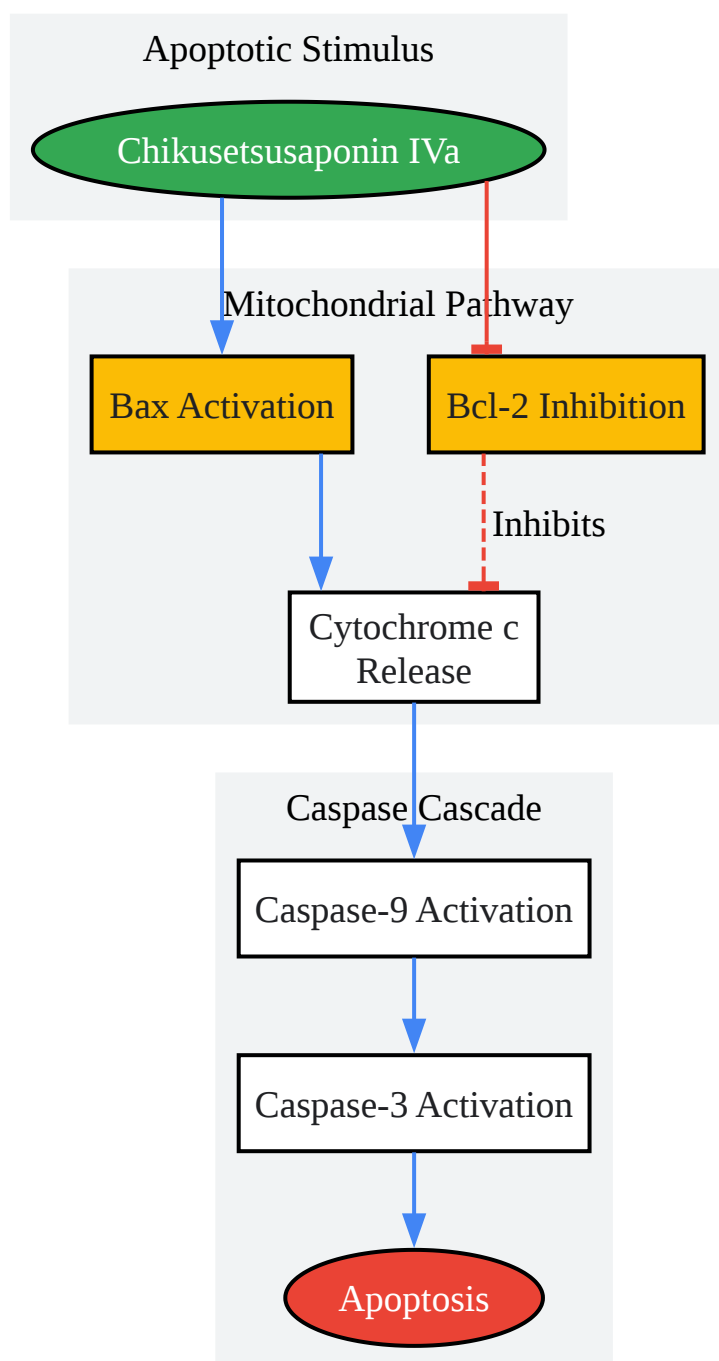 Apoptotic Stimulus
Chikusetsusaponin IVa
Mitochondrial Pathway
Bax Activation
Bcl-2 Inhibition
Inhibits
Cytochrome c
Release
Caspase Cascade
Caspase-9 Activation
Caspase-3 Activation
Apoptosis